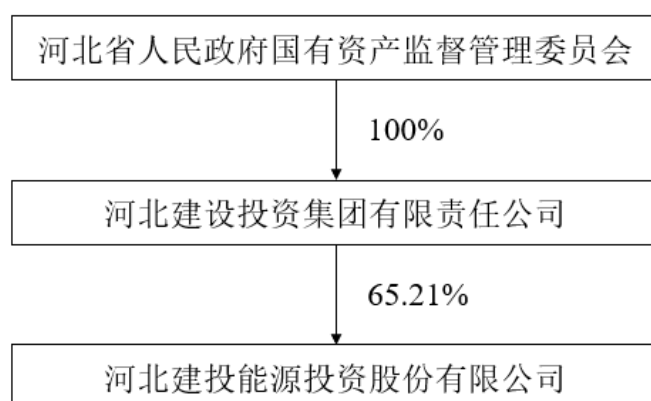 河北省人民政府国有资产监督管理委员会
100%
河北建设投资集团有限责任公司
65.21%
河北建投能源投资股份有限公司